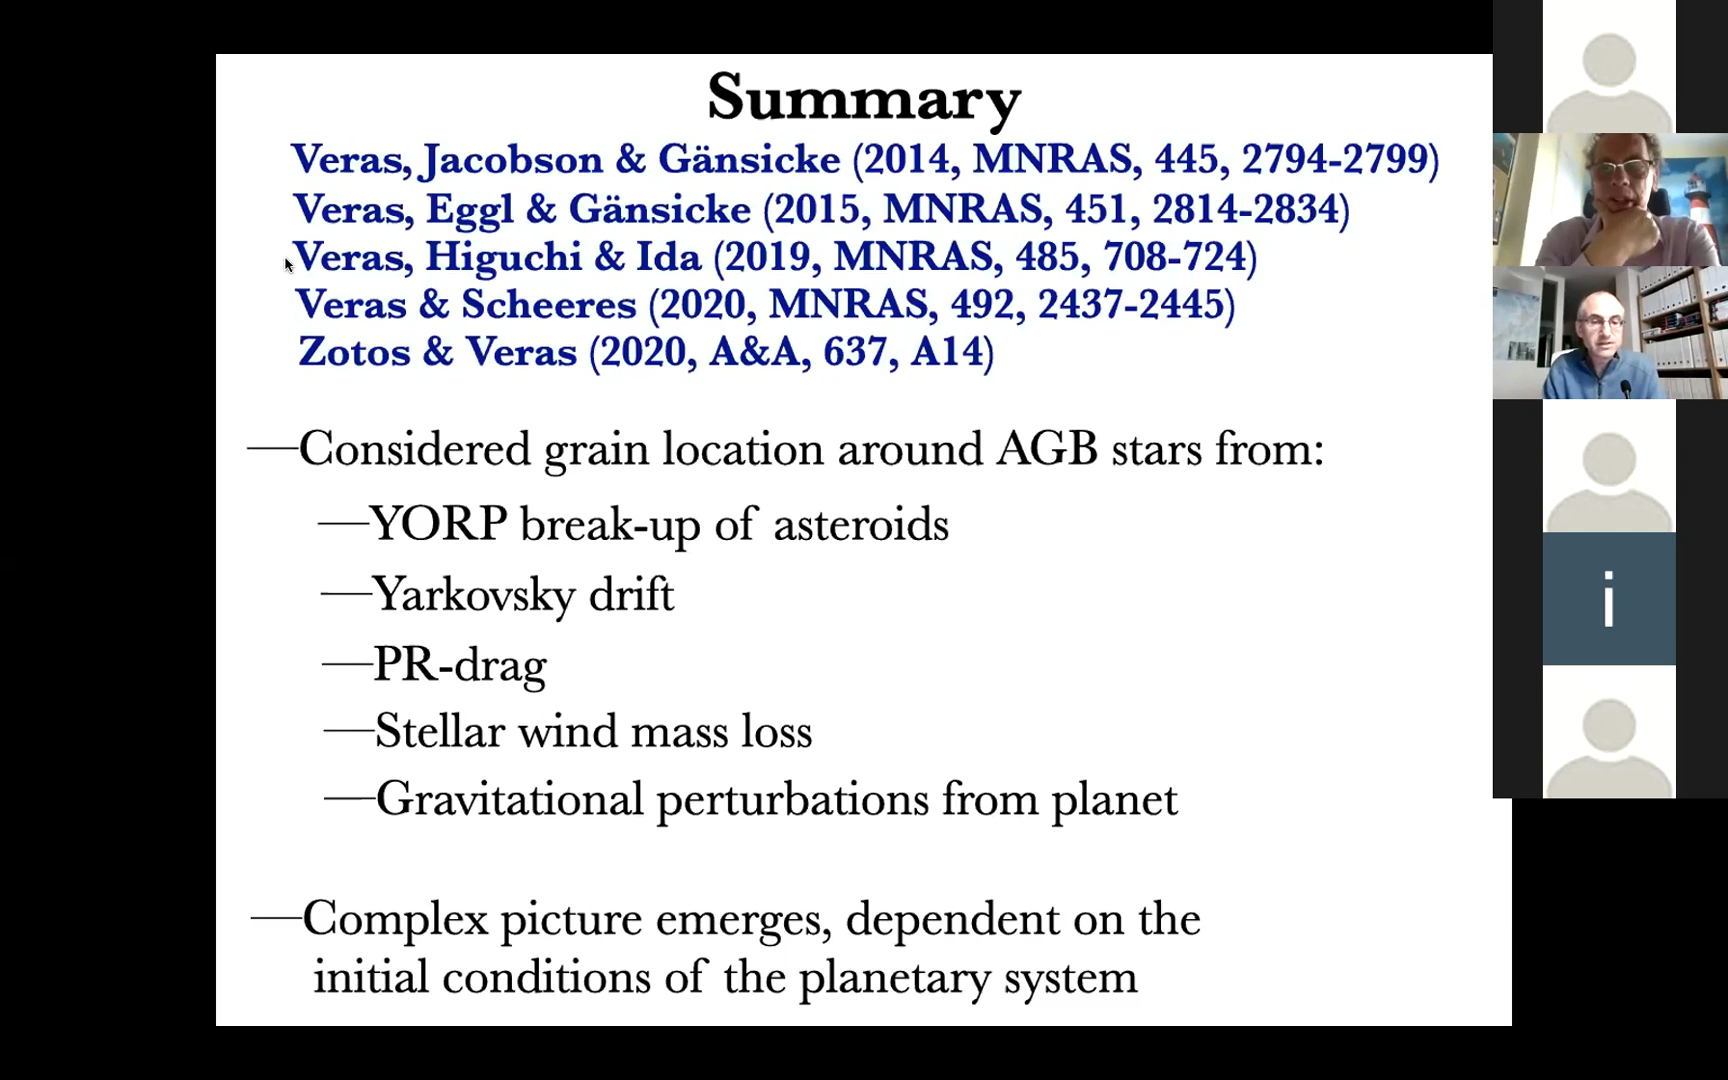 Summary
Veras, Jacobson & Gänsicke (2014, MNRAS, 445, 2794-2799)
Veras, Eggl & Gänsicke (2015, MNRAS, 451, 2814-2834)
Veras, Higuchi & Ida (2019, MNRAS, 485, 708-724)
Veras & Scheeres (2020, MNRAS, 492, 2437-2445)
Zotos & Veras (2020, A&A, 637, A14)
—Considered grain location around AGB stars from:
—YORP break-up of asteroids
—Yarkovsky drift
—PR-drag
—Stellar wind mass loss
—Gravitational perturbations from planet
—Complex picture emerges, dependent on the
initial conditions of the planetary system
i